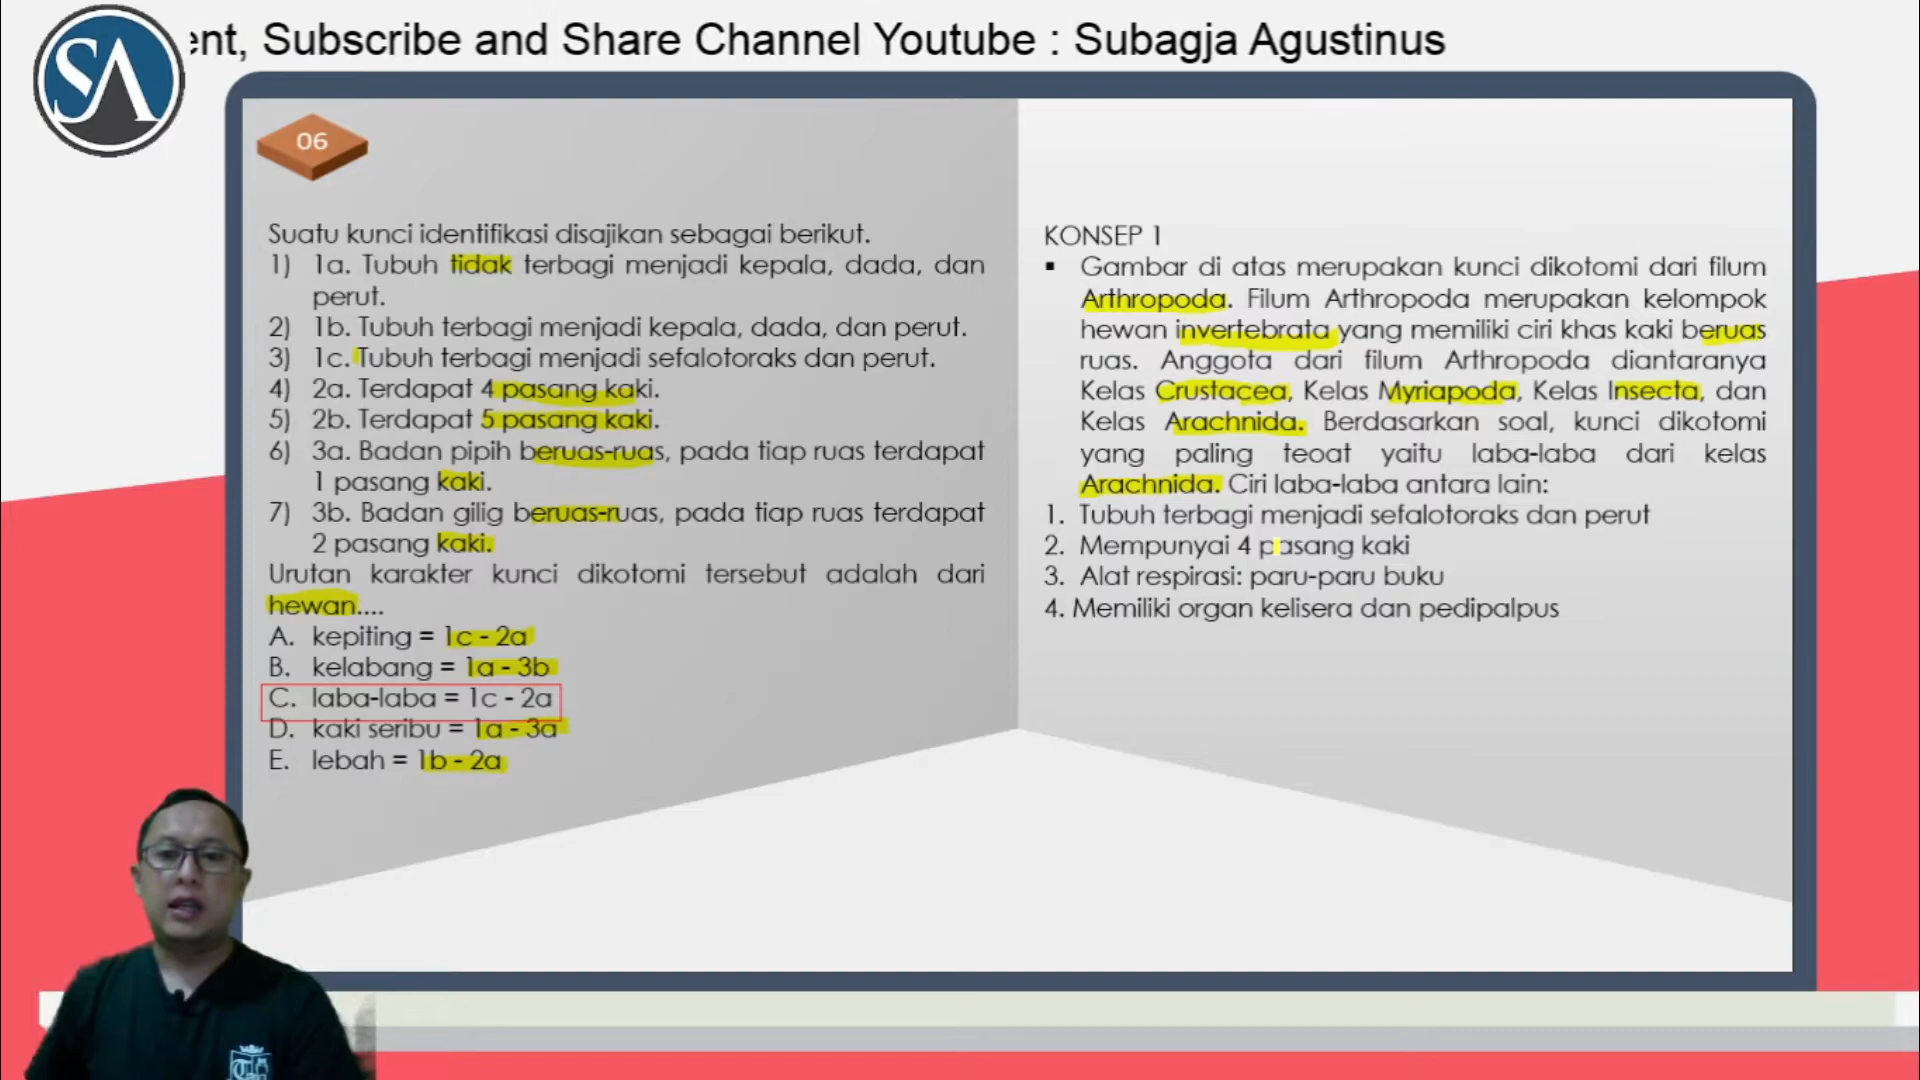 ent, Subscribe and Share Channel Youtube : Subagja Agustinus
SA
06
Suatu kunci identifikasi disajikan sebagai berikut.
1) 1a. Tubuh tidak terbagi menjadi kepala, dada, dan
perut.
2) 1b. Tubuh terbagi menjadi kepala, dada, dan perut.
3) 1c. Tubuh terbagi menjadi sefalotoraks dan perut.
4) 2a. Terdapat 4 pasang kaki.
5) 2b. Terdapat 5 pasang kaki.
6) 3a. Badan pipih beruas-ruas, pada tiap ruas terdapat
1 pasang kaki.
7) 3b. Badan gilig beruas-ruas, pada tiap ruas terdapat
2 pasang kaki.
Urutan karakter kunci dikotomi tersebut adalah dari
hewan....
A. kepiting = 1c - 2a
B. kelabang = 1a - 3b
C. laba-laba = 1c - 2a
D. kaki seribu = 1a - 3a
E. lebah = 1b - 2a
KONSEP 1
▪ Gambar di atas merupakan kunci dikotomi dari filum
Arthropoda. Filum Arthropoda merupakan kelompok
hewan invertebrata yang memiliki ciri khas kaki beruas
ruas. Anggota dari filum Arthropoda diantaranya
Kelas Crustacea, Kelas Myriapoda, Kelas Insecta, dan
Kelas Arachnida. Berdasarkan soal, kunci dikotomi
yang paling teoat yaitu laba-laba dari kelas
Arachnida. Ciri laba-laba antara lain:
1. Tubuh terbagi menjadi sefalotoraks dan perut
2. Mempunyai 4 pasang kaki
3. Alat respirasi: paru-paru buku
4. Memiliki organ kelisera dan pedipalpus